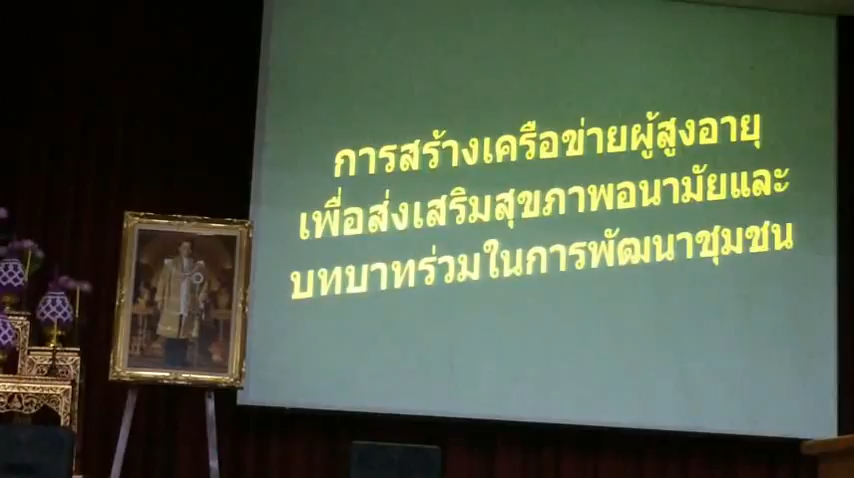 การสร้างเครือข่ายผู้สูงอายุ
เพื่อส่งเสริมสุขภาพอนามัยและ
บทบาทร่วมในการพัฒนาชุมชน